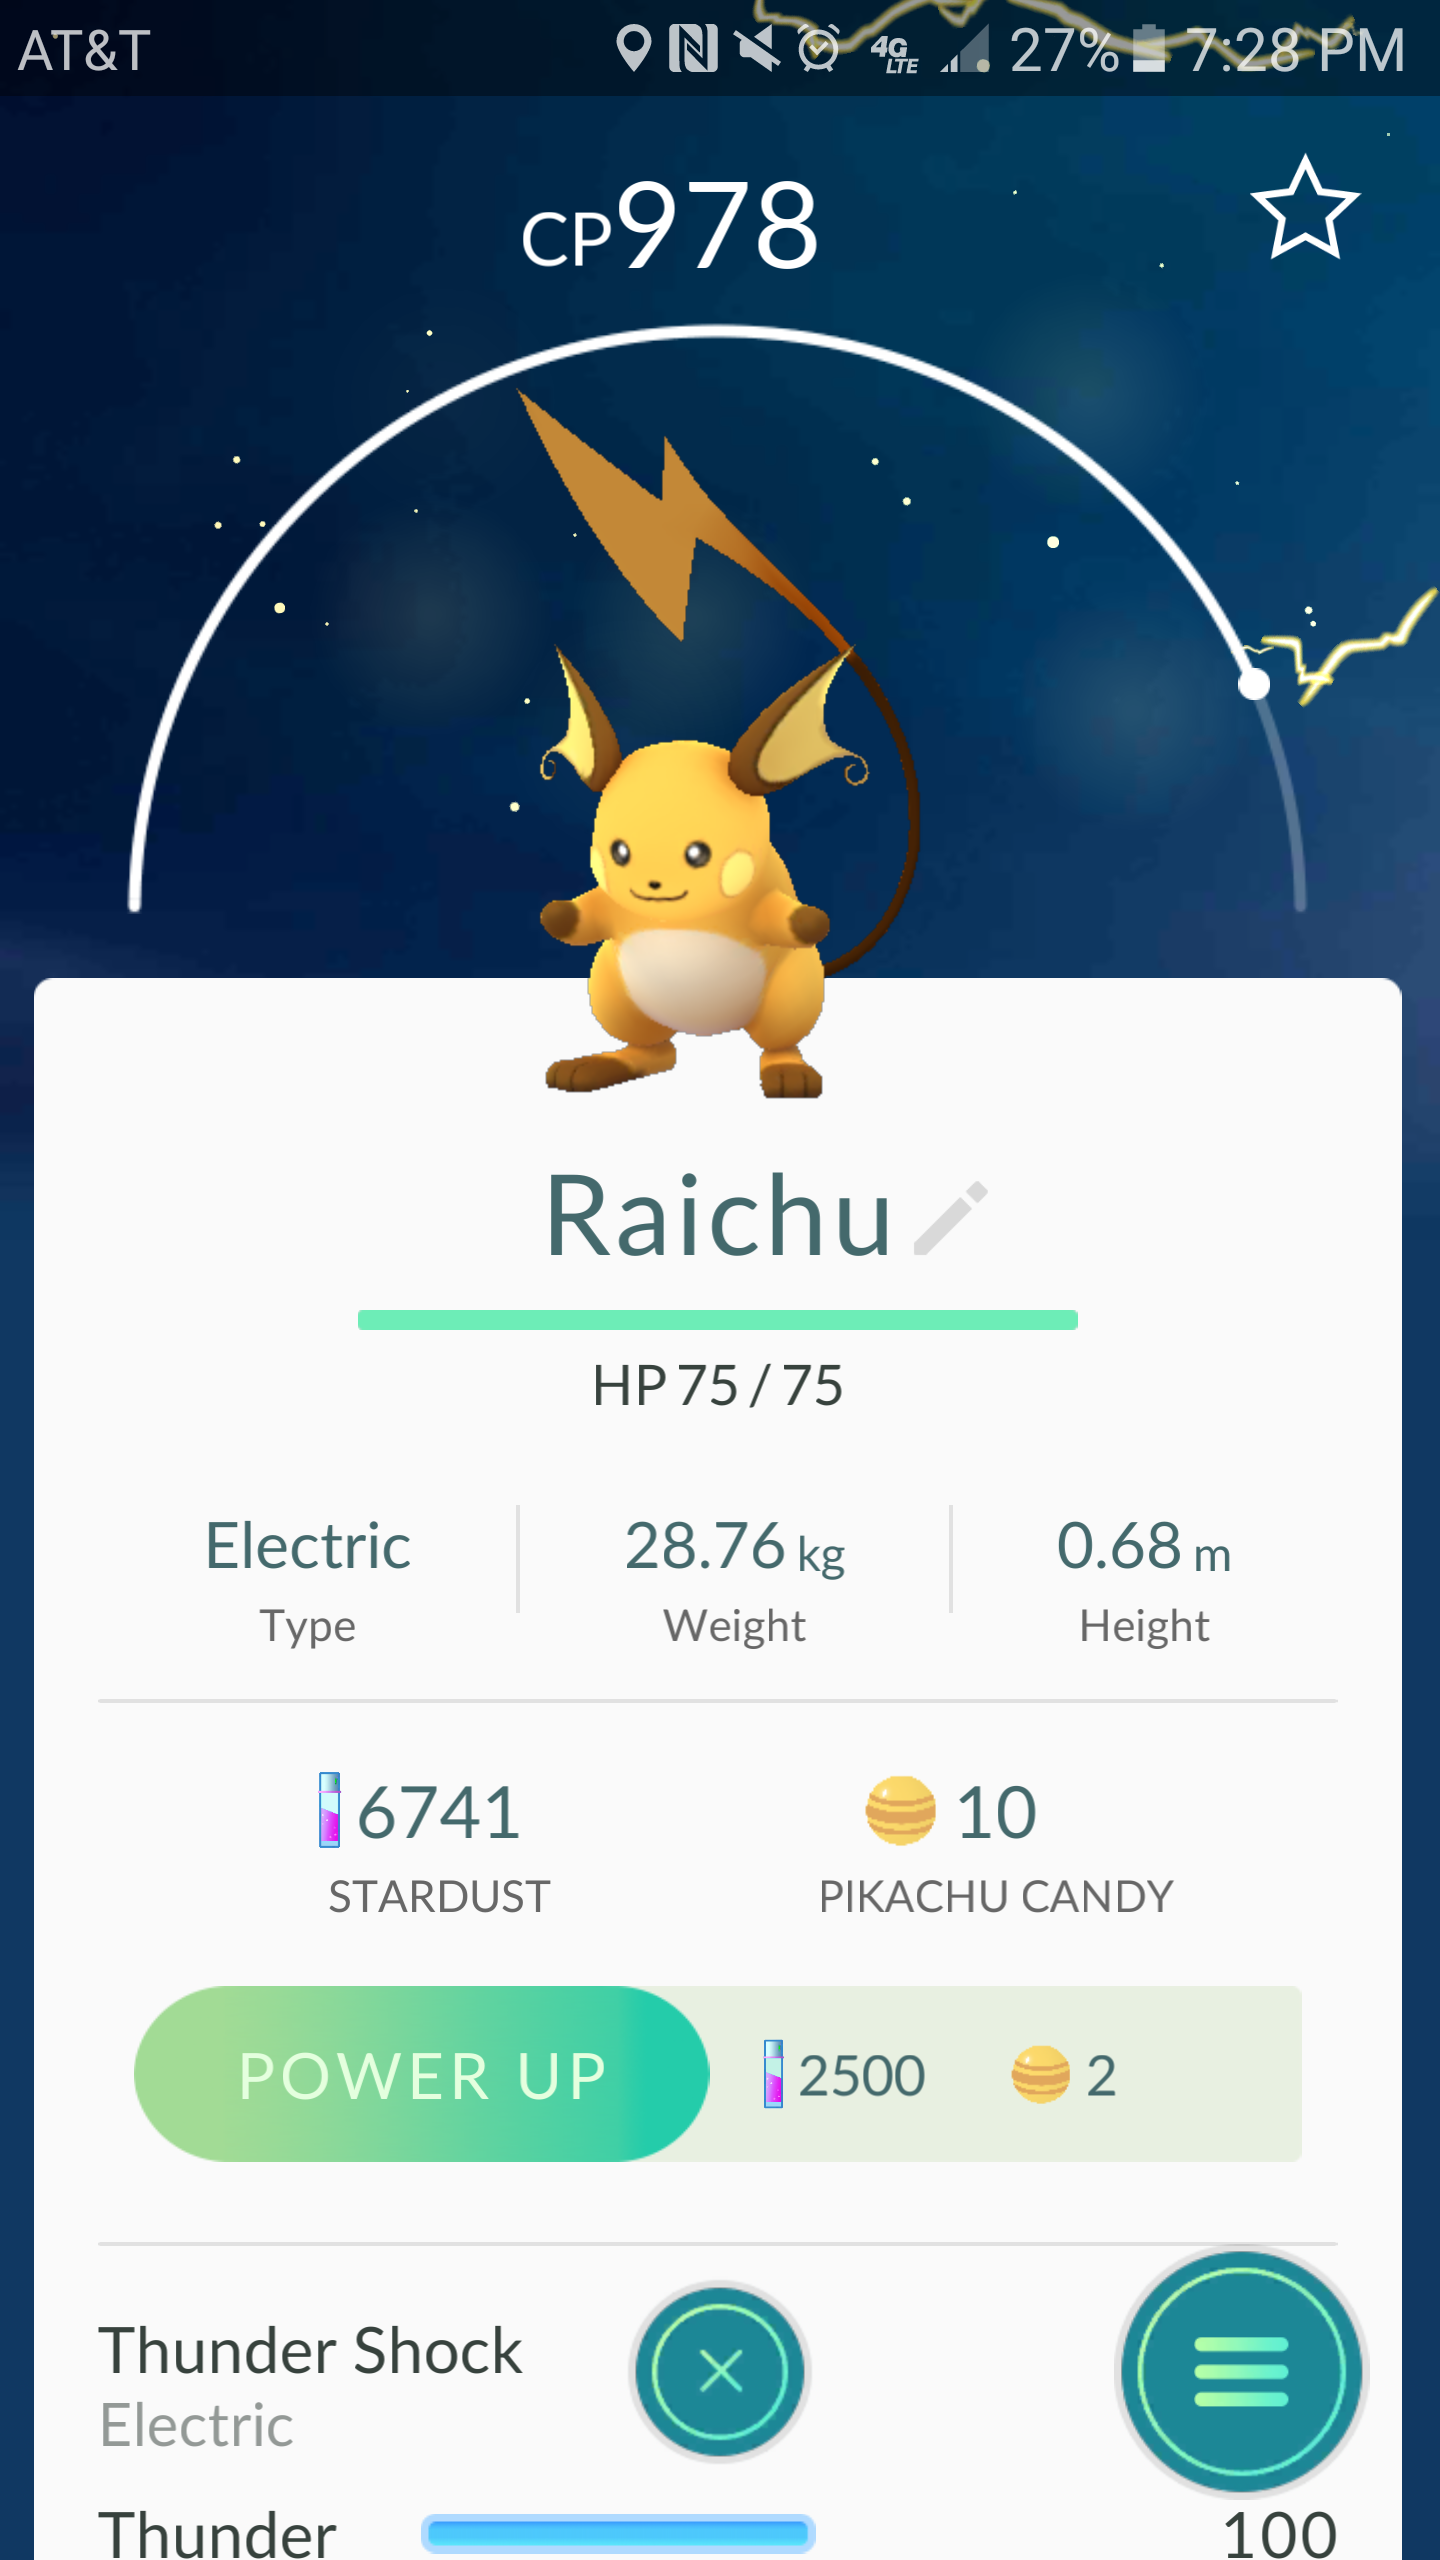 AT&T 4G LTE 27% 7:28 PM
CP978
Raichu
HP 75 / 75
Electric 28.76 kg 0.68 m
Type Weight Height
6741 10
STARDUST PIKACHU CANDY
POWER UP 2500 2
Thunder Shock
Electric
Thunder 100